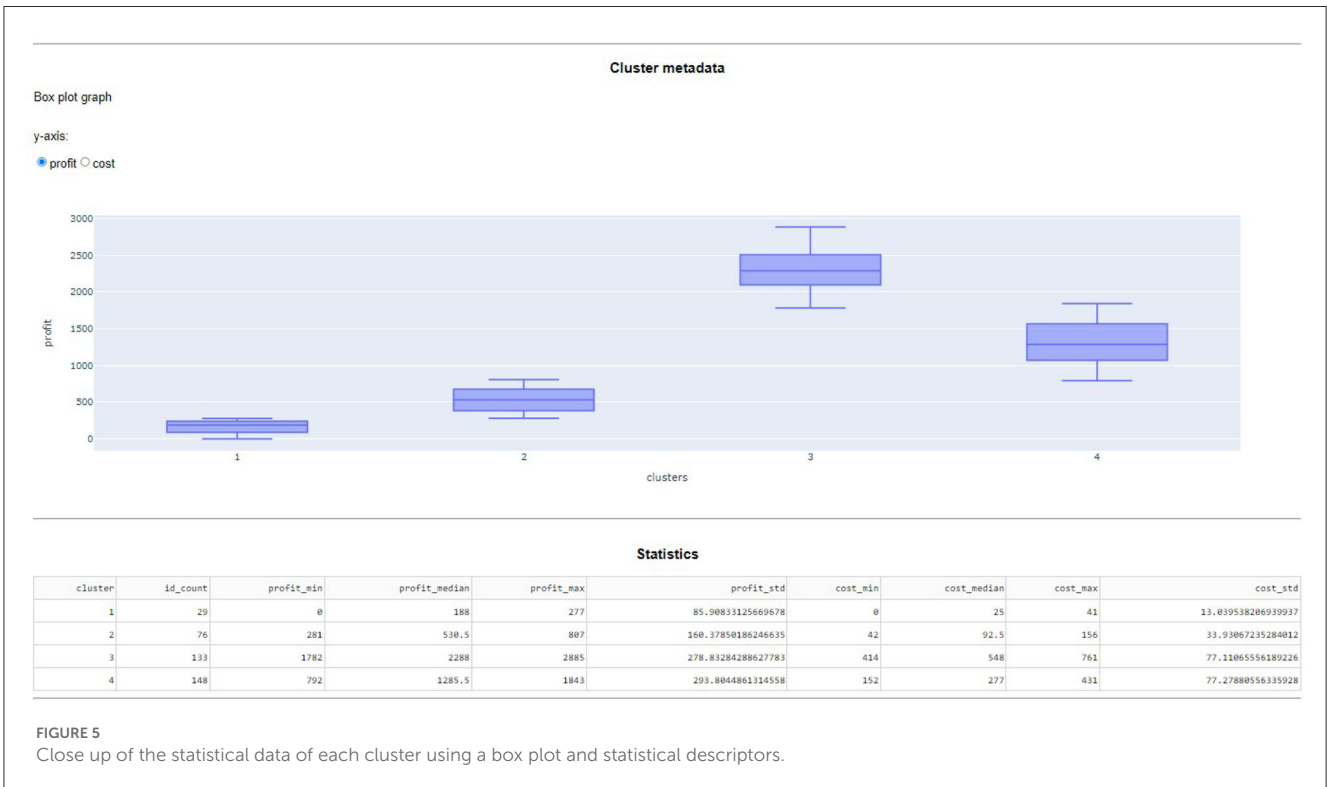 Cluster metadata
Box plot graph
y-axis:
profit cost
3000
2500
2000
1500
1000
500
0
profit
1 2 3 4
clusters
Statistics
cluster id_count profit_min profit_median profit_max profit_std cost_min cost_median cost_max cost_std
1 29 0 188 277 85.90833125669678 0 25 41 13.039538206939937
2 76 281 530.5 807 160.37850186246635 42 92.5 156 33.93067235284012
3 133 1782 2288 2885 278.83284288627783 414 548 761 77.11065556189226
4 148 792 1285.5 1843 293.8044861314558 152 277 431 77.27880556335928
FIGURE 5
Close up of the statistical data of each cluster using a box plot and statistical descriptors.